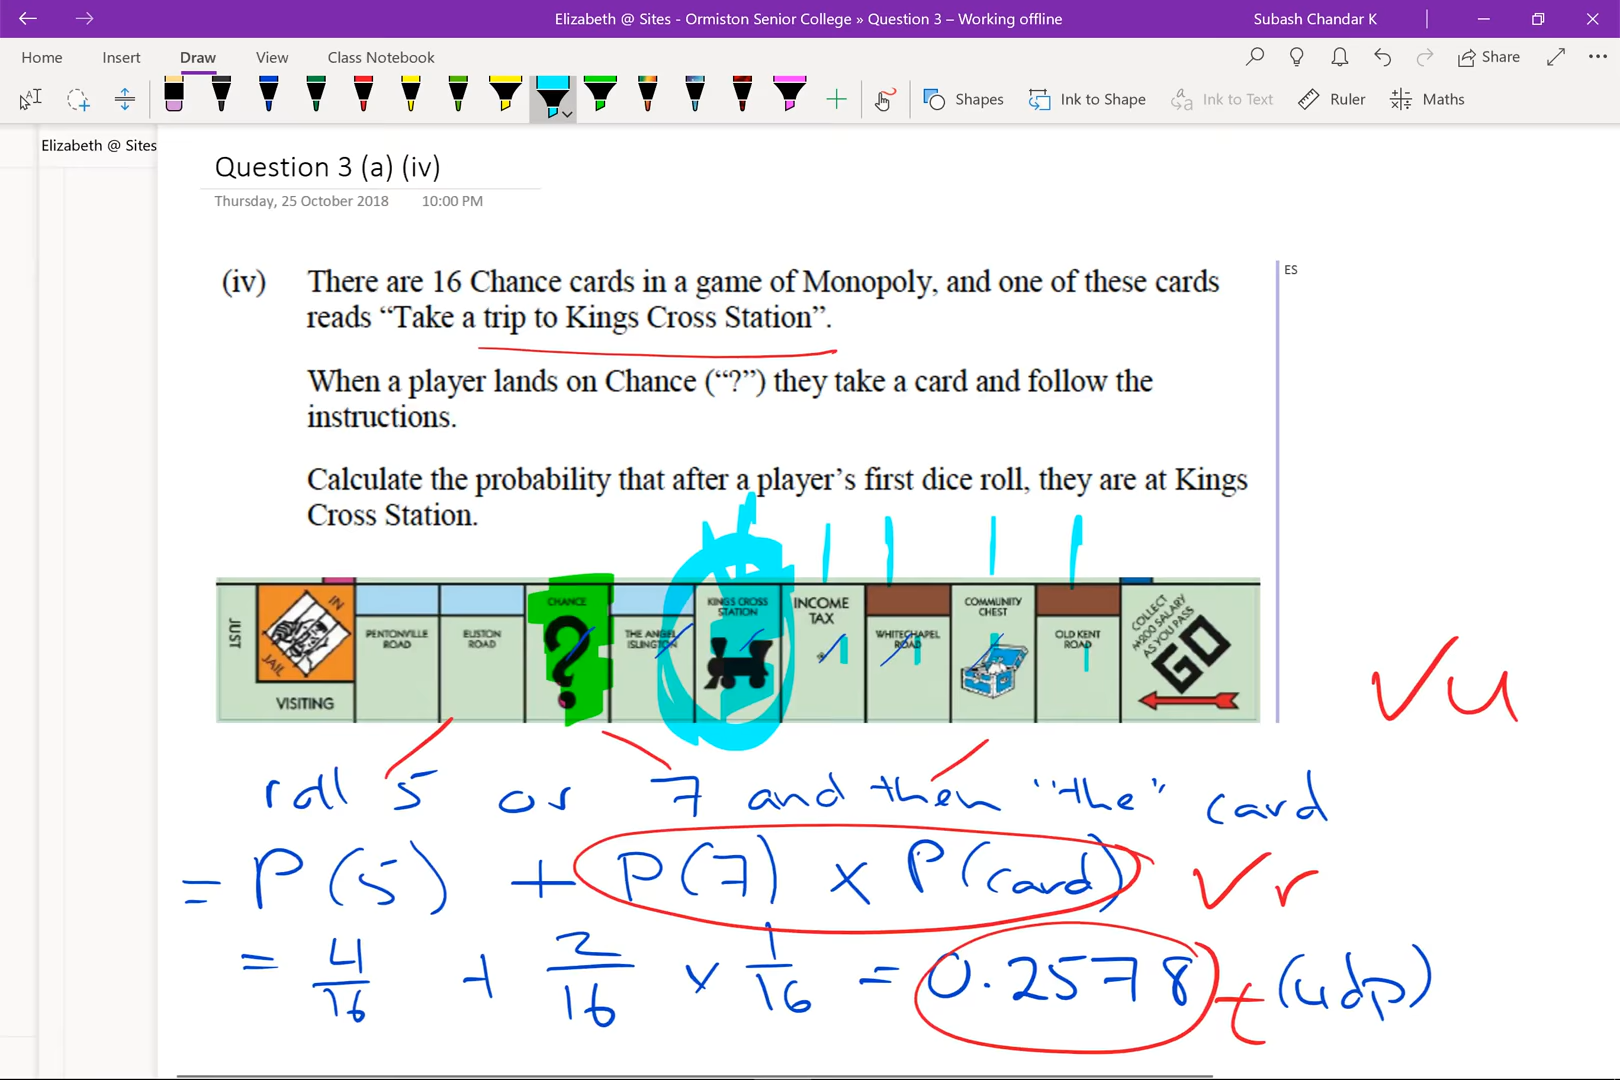 Elizabeth @ Sites - Ormiston Senior College » Question 3 – Working offline
Subash Chandar K
Home Insert Draw View Class Notebook
Share
Shapes Ink to Shape Ink to Text Ruler Maths
Elizabeth @ Sites
Question 3 (a) (iv)
Thursday, 25 October 2018 10:00 PM
(iv) There are 16 Chance cards in a game of Monopoly, and one of these cards
reads “Take a trip to Kings Cross Station”.
ES
When a player lands on Chance (“?”) they take a card and follow the
instructions.
Calculate the probability that after a player’s first dice roll, they are at Kings
Cross Station.
JUST
IN
JAIL
VISITING
PENTONVILLE
ROAD
EUSTON
ROAD
CHANCE
?
THE ANGEL
ISLINGTON
KINGS CROSS
STATION
INCOME
TAX
WHITECHAPEL
ROAD
COMMUNITY
CHEST
OLD KENT
ROAD
COLLECT
M200 SALARY
AS YOU PASS
GO
√u
roll 5 or 7 and then "the" card
= P(5) + P(7) x P(card) √r
= 4/16 + 2/16 x 1/16 = 0.2578 t (4dp)